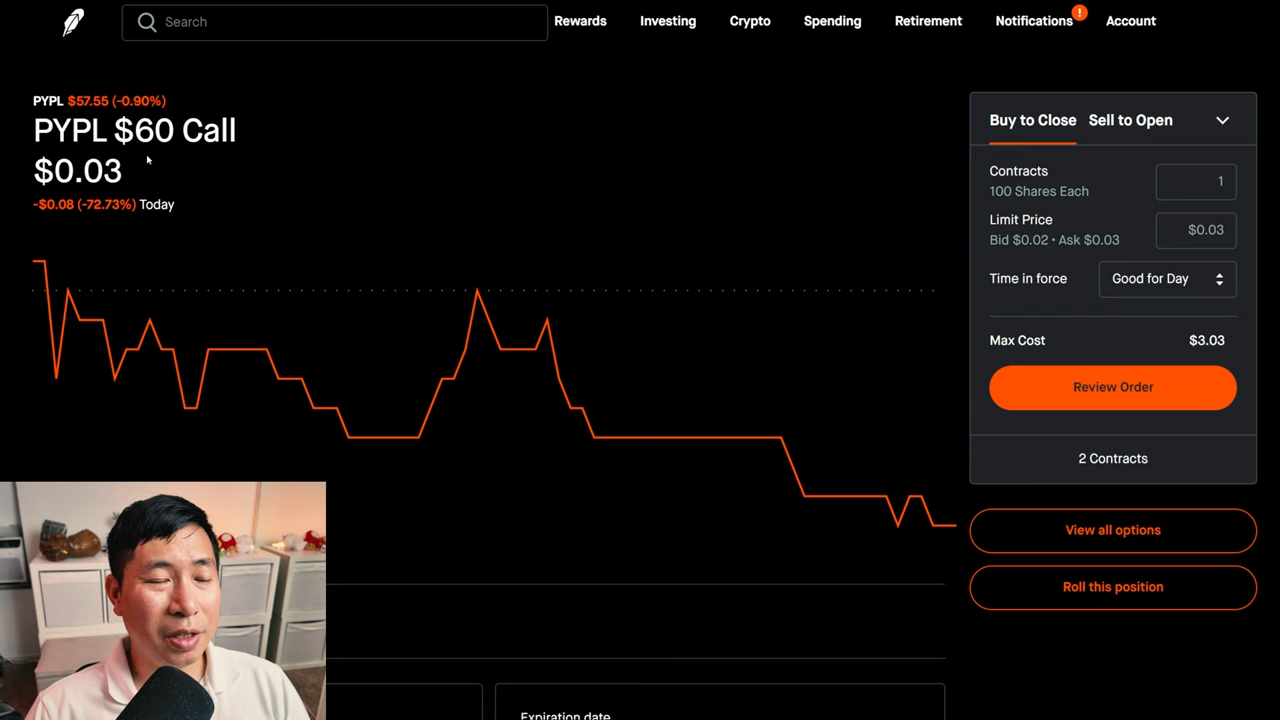 Search
Rewards
Investing
Crypto
Spending
Retirement
Notifications
!
Account
PYPL $57.55 (-0.90%)
PYPL $60 Call
$0.03
-$0.08 (-72.73%) Today
Buy to Close
Sell to Open
Contracts
100 Shares Each
1
Limit Price
Bid $0.02 • Ask $0.03
$0.03
Time in force
Good for Day
Max Cost
$3.03
Review Order
2 Contracts
View all options
Roll this position
Expiration date